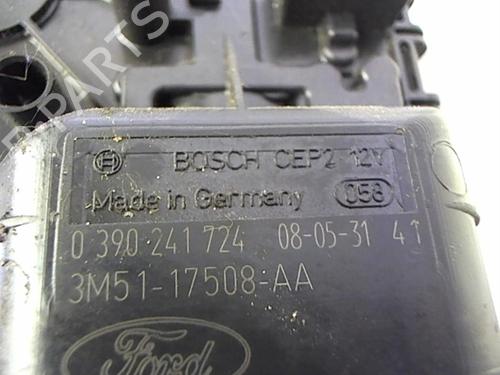 PARTS
BOSCH CEP2 12V
Made in Germany 058
0 390 241 724 08-05-31 41
3M51-17508-AA
Ford